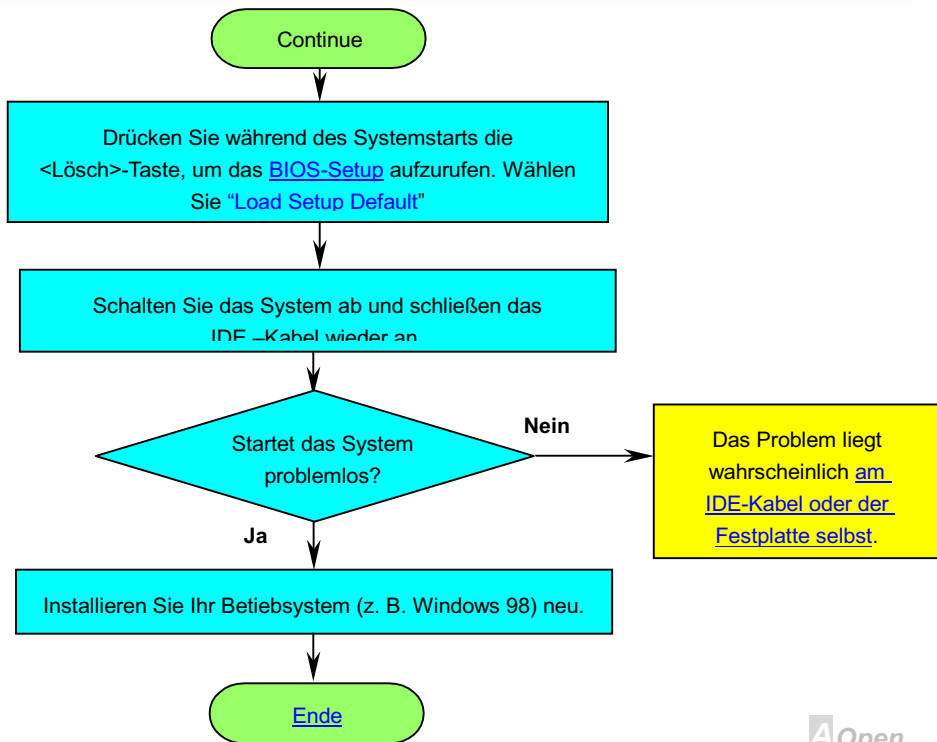 Continue
Drücken Sie während des Systemstarts die
<Lösch>-Taste, um das BIOS-Setup aufzurufen. Wählen
Sie “Load Setup Default”
Schalten Sie das System ab und schließen das
IDE –Kabel wieder an
Startet das System
problemlos?
Nein
Das Problem liegt
wahrscheinlich am
IDE-Kabel oder der
Festplatte selbst.
Ja
Installieren Sie Ihr Betiebsystem (z. B. Windows 98) neu.
Ende
AOpen